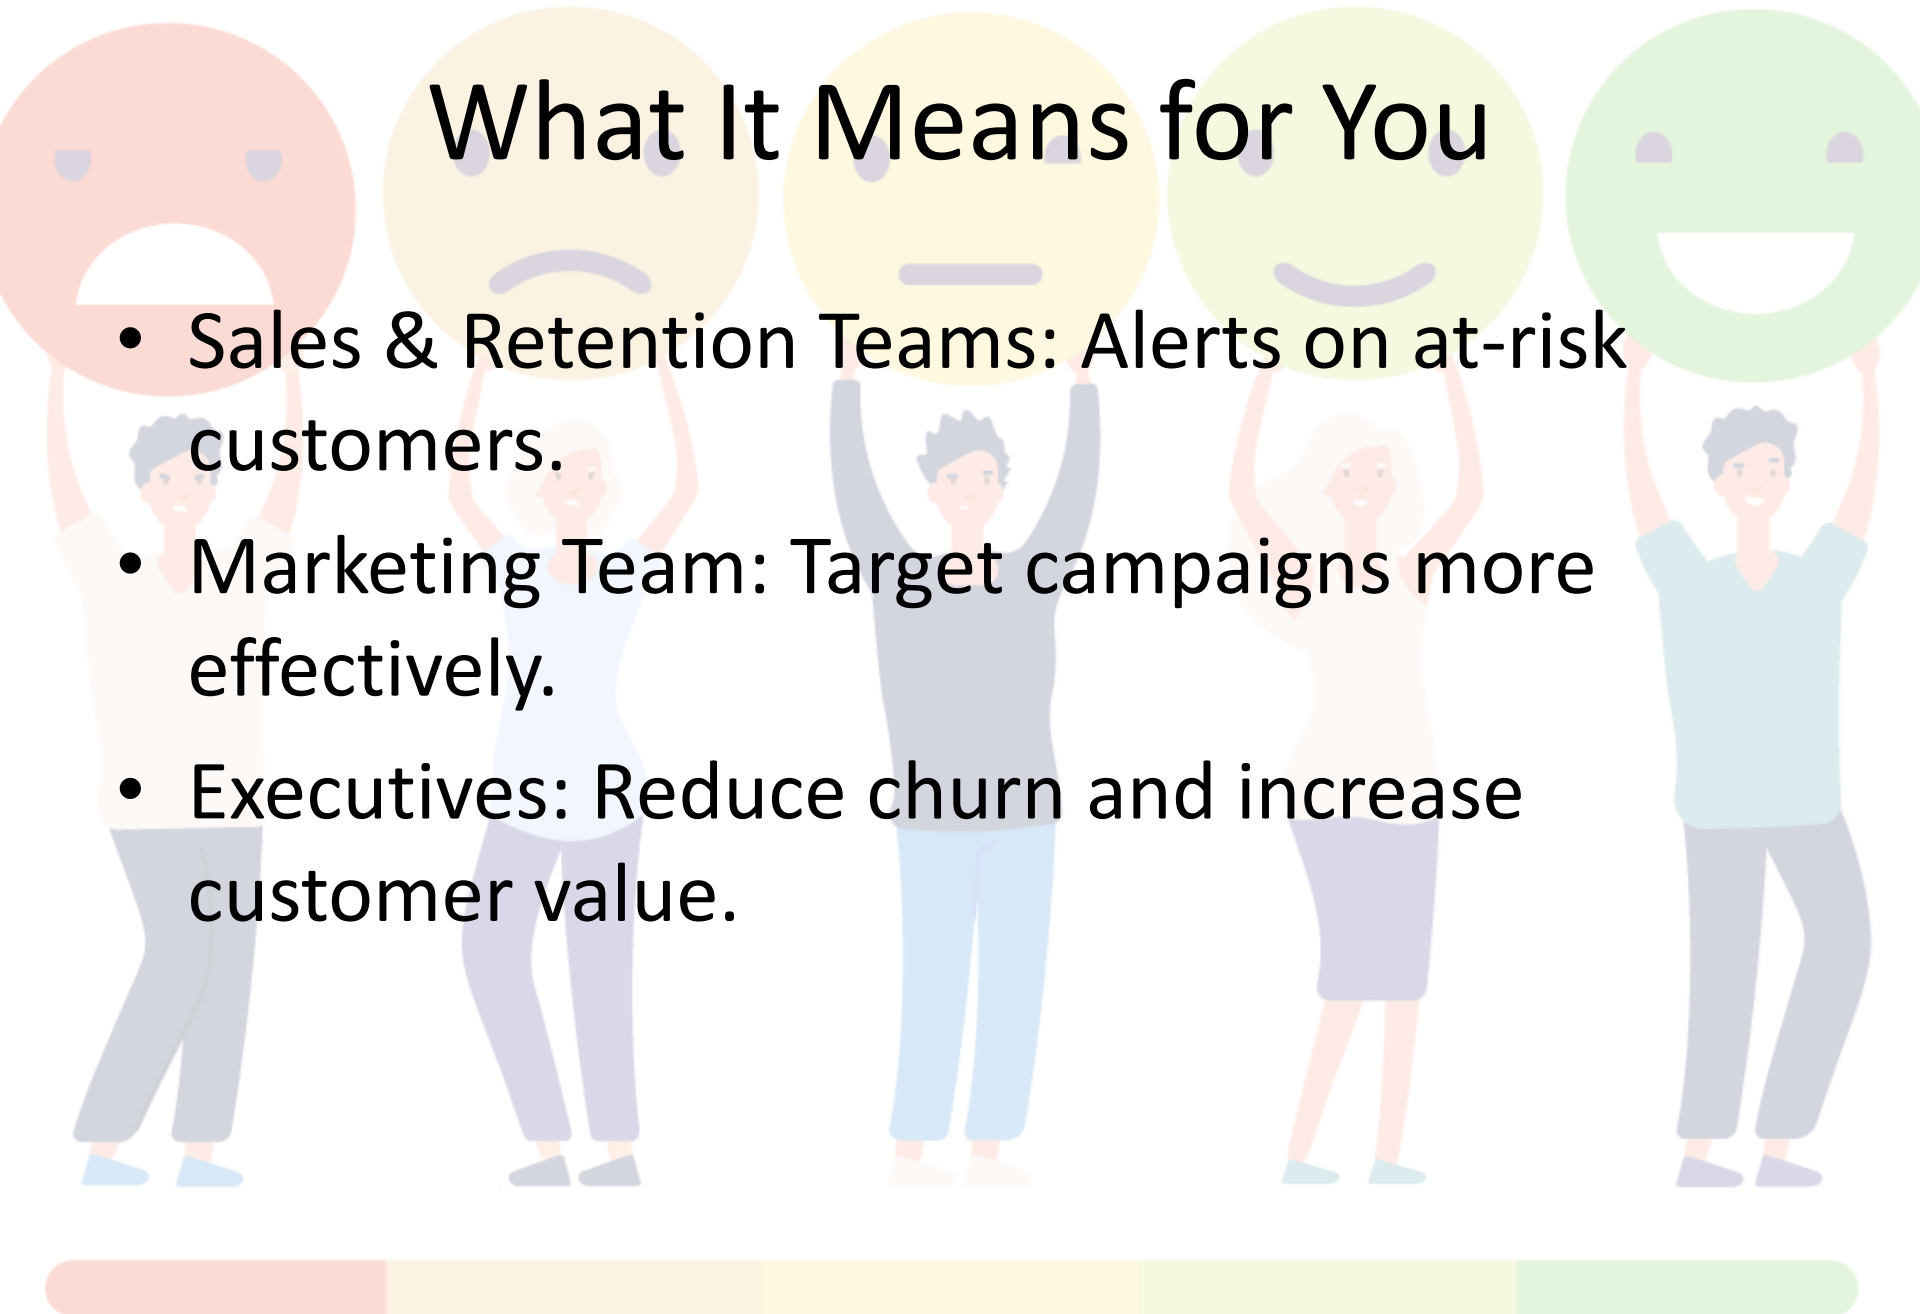 What It Means for You
• Sales & Retention Teams: Alerts on at-risk
customers.
• Marketing Team: Target campaigns more
effectively.
• Executives: Reduce churn and increase
customer value.